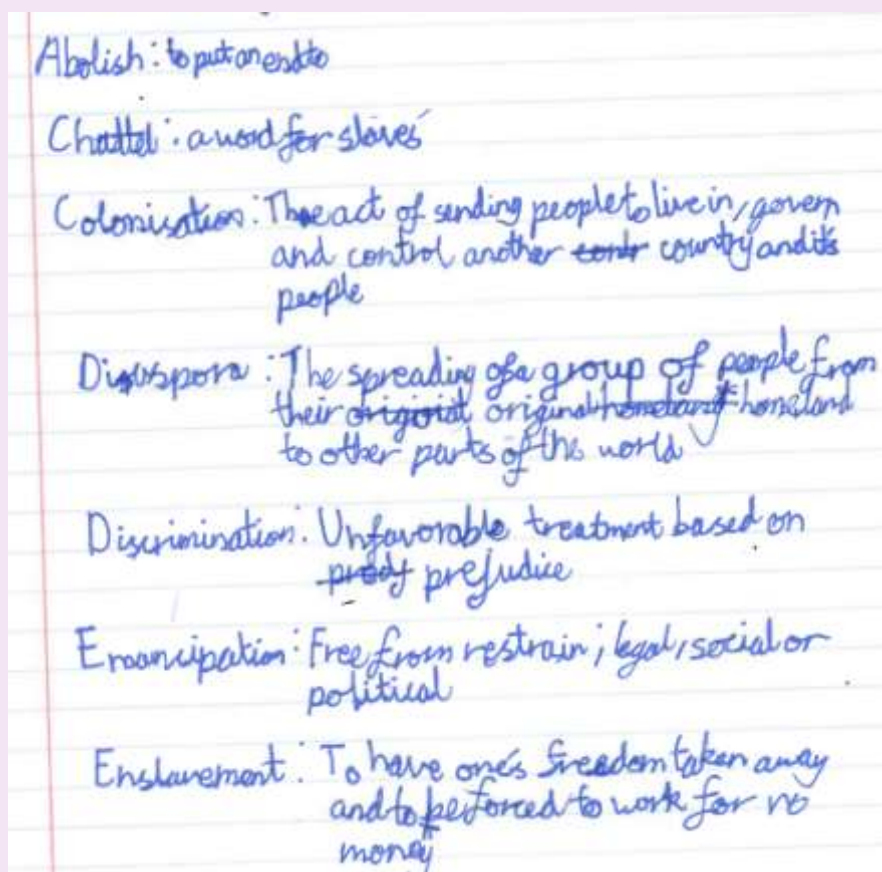 Abolish: to put an end to
Chattel: a word for slaves
Colonisation: The act of sending people to live in, govern
and control another contr country and it's
people
Diaspora: The spreading of a group of people from
their original homeland homeland
to other parts of the world
Discrimination: Unfavorable treatment based on
prejudice
Emancipation: Free from restrain; legal, social or
political
Enslavement: To have one's freedom taken away
and to be forced to work for no
money